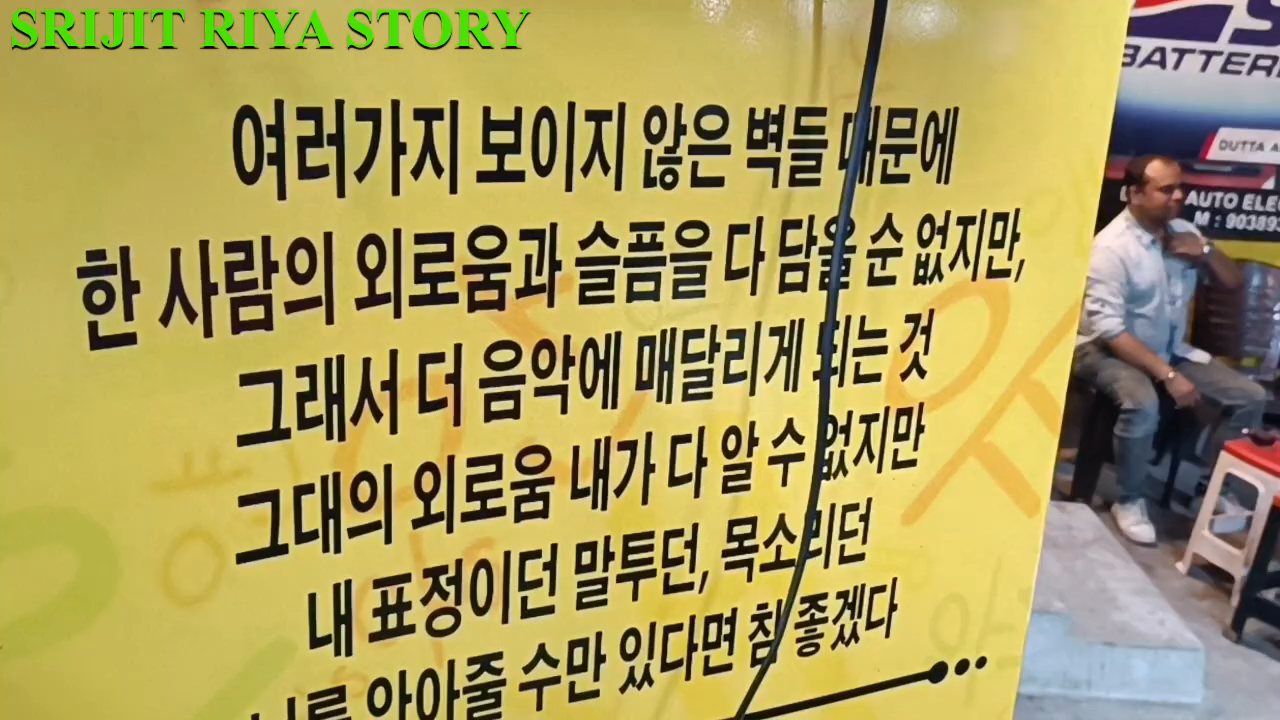 SRIJIT RIYA STORY
여러가지 보이지 않은 벽들 때문에
한 사람의 외로움과 슬픔을 다 담을 순 없지만,
그래서 더 음악에 매달리게 되는 것
그대의 외로움 내가 다 알 수 없지만
내 표정이던 말투던, 목소리던
안아줄 수만 있다면 참 좋겠다
DUTTA
AUTO
M : 90389